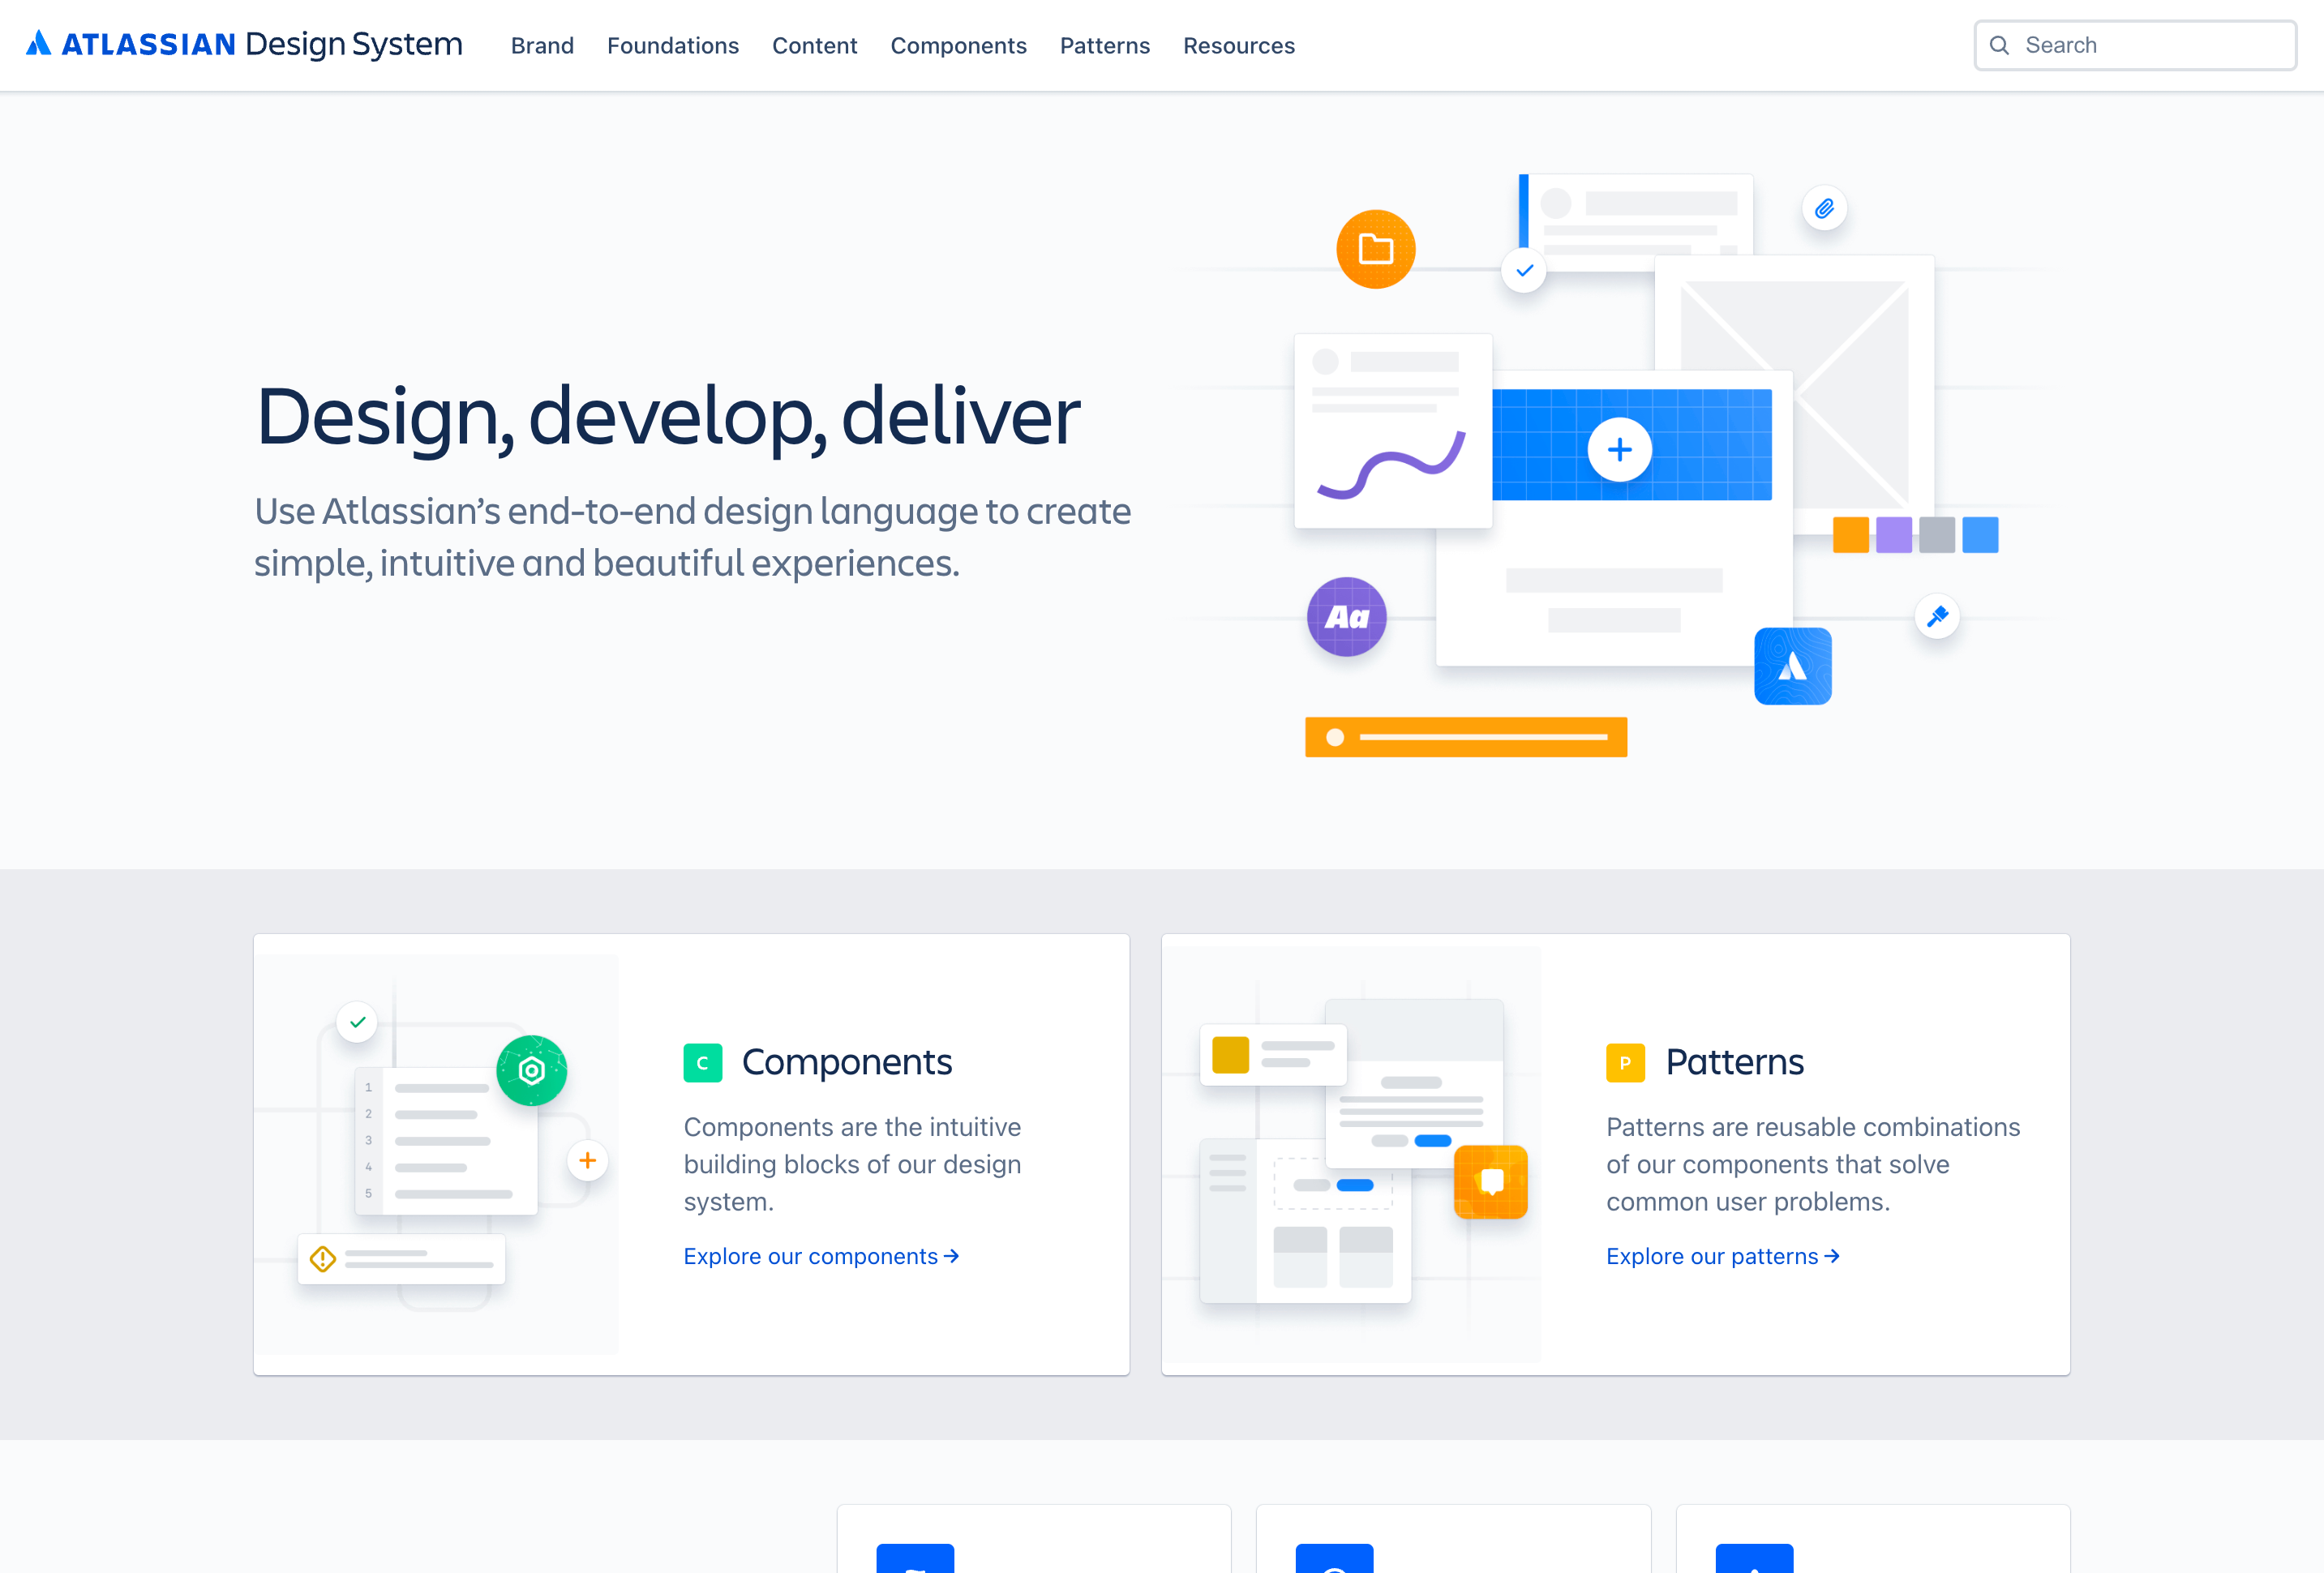 ATLASSIAN Design System
Brand Foundations Content Components Patterns Resources
Search
Design, develop, deliver
Use Atlassian’s end-to-end design language to create
simple, intuitive and beautiful experiences.
Aa
1
2
3
4
5
C Components
Components are the intuitive
building blocks of our design
system.
Explore our components →
P Patterns
Patterns are reusable combinations
of our components that solve
common user problems.
Explore our patterns →